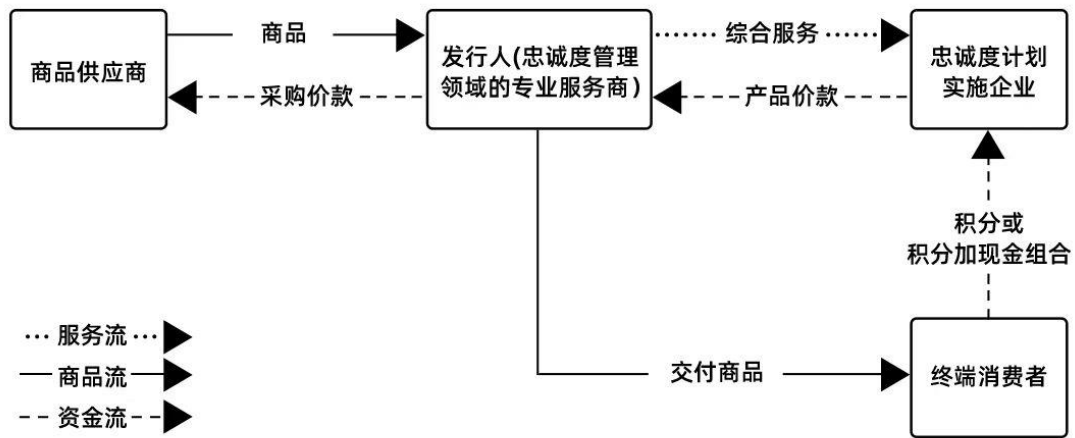 商品
综合服务
商品供应商
发行人(忠诚度管理
领域的专业服务商)
忠诚度计划
实施企业
采购价款
产品价款
积分或
积分加现金组合
服务流
商品流
资金流
交付商品
终端消费者